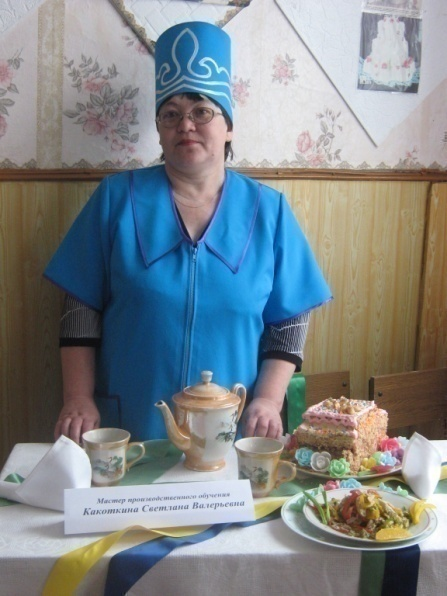 Мастер производственного обучения
Какоткина Светлана Валерьевна